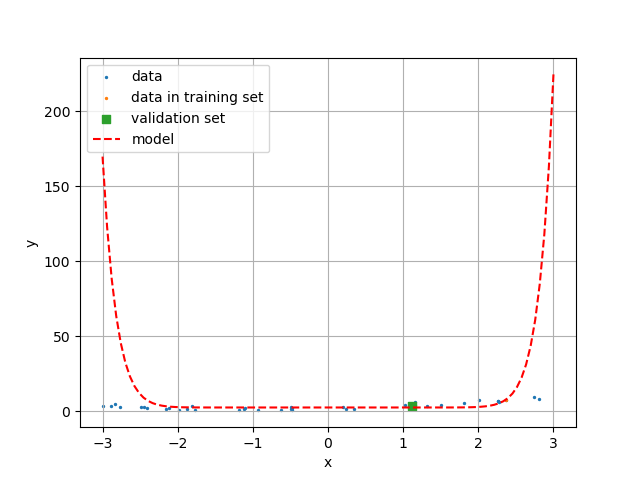 data
data in training set
validation set
model
200
150
100
50
0
y
−3
−2
−1
0
1
2
3
x